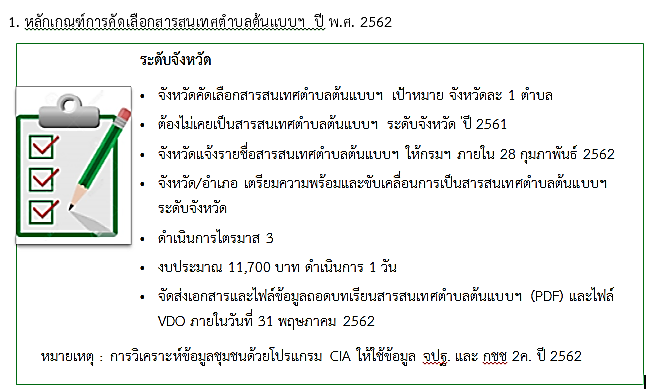 1. หลักเกณฑ์การคัดเลือกสารสนเทศตำบลต้นแบบฯ ปี พ.ศ. 2562
ระดับจังหวัด
• จังหวัดคัดเลือกสารสนเทศตำบลต้นแบบฯ เป้าหมาย จังหวัดละ 1 ตำบล
• ต้องไม่เคยเป็นสารสนเทศตำบลต้นแบบฯ ระดับจังหวัด 'ปี 2561
• จังหวัดแจ้งรายชื่อสารสนเทศตำบลต้นแบบฯ ให้กรมฯ ภายใน 28 กุมภาพันธ์ 2562
• จังหวัด/อำเภอ เตรียมความพร้อมและขับเคลื่อนการเป็นสารสนเทศตำบลต้นแบบฯ
ระดับจังหวัด
• ดำเนินการไตรมาส 3
• งบประมาณ 11,700 บาท ดำเนินการ 1 วัน
• จัดส่งเอกสารและไฟล์ข้อมูลถอดบทเรียนสารสนเทศตำบลต้นแบบฯ (PDF) และไฟล์
VDO ภายในวันที่ 31 พฤษภาคม 2562
หมายเหตุ : การวิเคราะห์ข้อมูลชุมชนด้วยโปรแกรม CIA ให้ใช้ข้อมูล จปฐ. และ กชช 2ค. ปี 2562